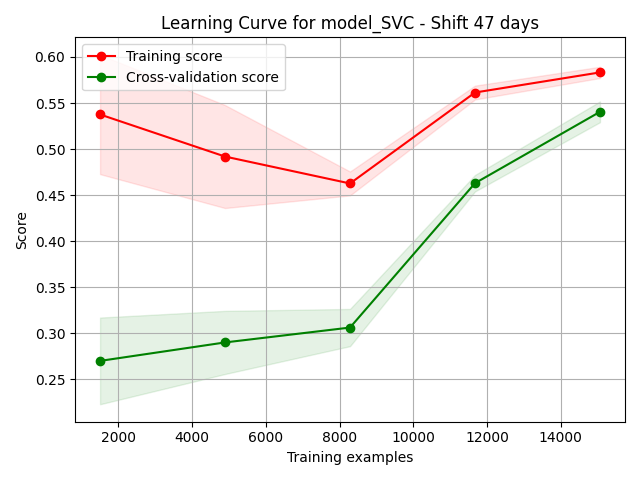 Learning Curve for model_SVC - Shift 47 days
Training score
Cross-validation score
0.60
0.55
0.50
0.45
0.40
0.35
0.30
0.25
Score
2000 4000 6000 8000 10000 12000 14000
Training examples